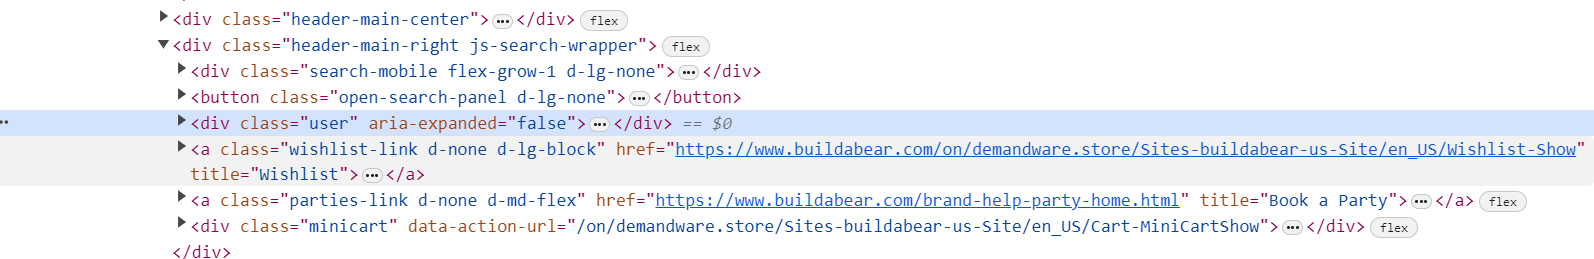 <div class="header-main-center"> ••• </div> flex
<div class="header-main-right js-search-wrapper"> flex
<div class="search-mobile flex-grow-1 d-lg-none"> ••• </div>
<button class="open-search-panel d-lg-none"> ••• </button>
<div class="user" aria-expanded="false"> ••• </div> == $0
<a class="wishlist-link d-none d-lg-block" href="https://www.buildabear.com/on/demandware.store/Sites-buildabear-us-Site/en_US/Wishlist-Show"
title="Wishlist"> ••• </a>
<a class="parties-link d-none d-md-flex" href="https://www.buildabear.com/brand-help-party-home.html" title="Book a Party"> ••• </a> flex
<div class="minicart" data-action-url="/on/demandware.store/Sites-buildabear-us-Site/en_US/Cart-MiniCartShow"> ••• </div> flex
</div>